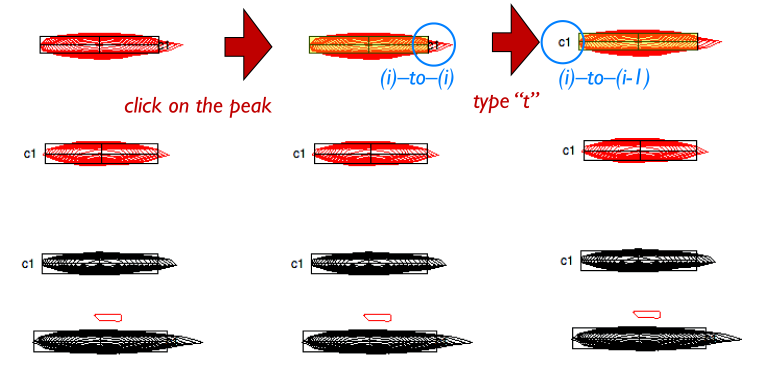 c1
(i)–to–(i)
(i)–to–(i-1)
click on the peak
type “t”
c1
c1
c1
c1
c1
c1